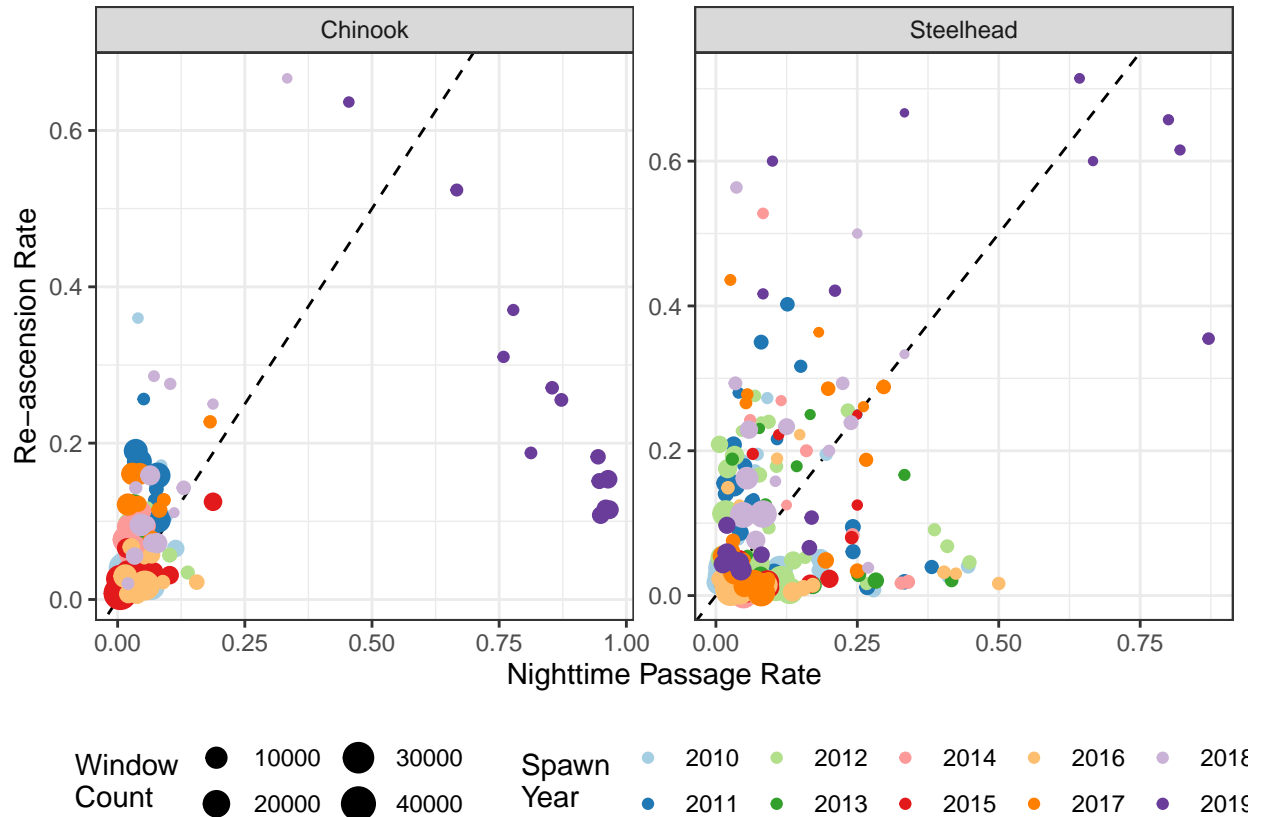 Chinook Steelhead
Re−ascension Rate
0.6
0.4
0.2
0.0
0.6
0.4
0.2
0.0
0.00 0.25 0.50 0.75 1.00
0.00 0.25 0.50 0.75
Nighttime Passage Rate
Window
Count
10000 30000
20000 40000
Spawn
Year
2010 2012 2014 2016 2018
2011 2013 2015 2017 2019